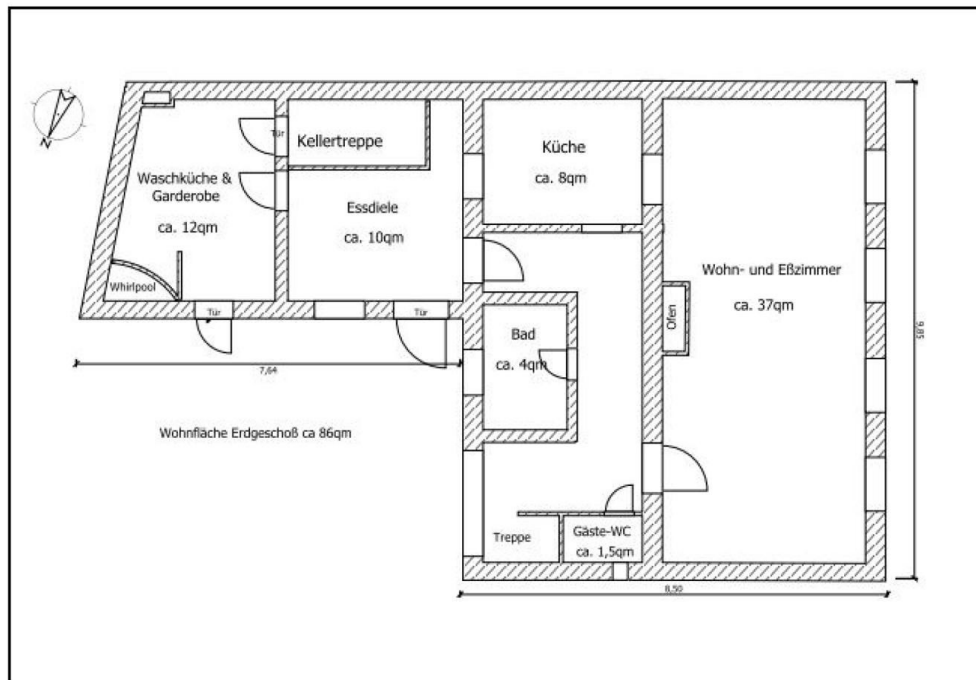 N
Tür
Kellertreppe
Küche
ca. 8qm
Waschküche &
Garderobe
ca. 12qm
Essdiele
ca. 10qm
Whirlpool
Tür
Tür
Wohn- und Eßzimmer
ca. 37qm
Ofen
Bad
ca. 4qm
9,85
7,64
Wohnfläche Erdgeschoß ca 86qm
Treppe
Gäste-WC
ca. 1,5qm
8,50